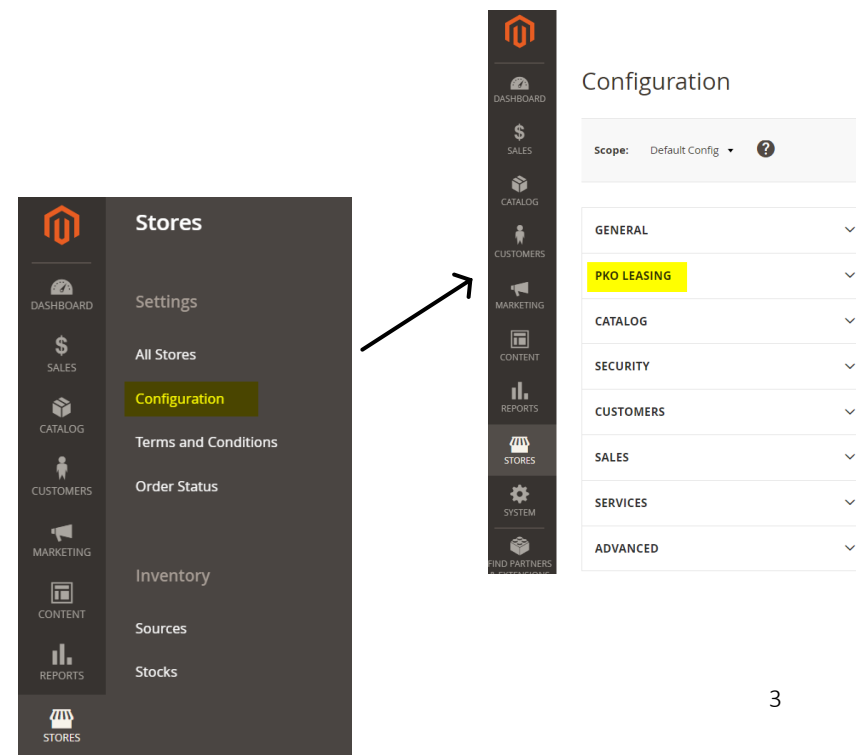 Stores
DASHBOARD
SALES
CATALOG
CUSTOMERS
MARKETING
CONTENT
REPORTS
STORES
Settings
All Stores
Configuration
Terms and Conditions
Order Status
Inventory
Sources
Stocks
DASHBOARD
SALES
CATALOG
CUSTOMERS
MARKETING
CONTENT
REPORTS
STORES
SYSTEM
FIND PARTNERS
& EXTENSIONS
Configuration
Scope: Default Config ?
GENERAL
PKO LEASING
CATALOG
SECURITY
CUSTOMERS
SALES
SERVICES
ADVANCED
3